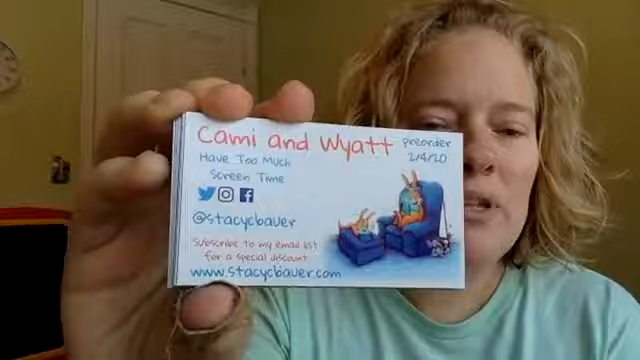 Cami and Wyatt
preorder
2/4/20
Have Too Much
Screen Time
@stacycbauer
Subscribe to my email list
for a special discount
www.stacycbauer.com